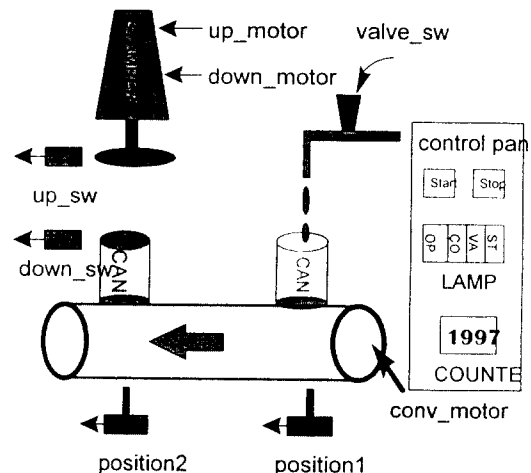 up_motor
valve_sw
down_motor
control pan
Start Stop
up_sw
OP CO VA ST
LAMP
down_sw
CAN
CAN
1997
COUNTE
conv_motor
position2
position1